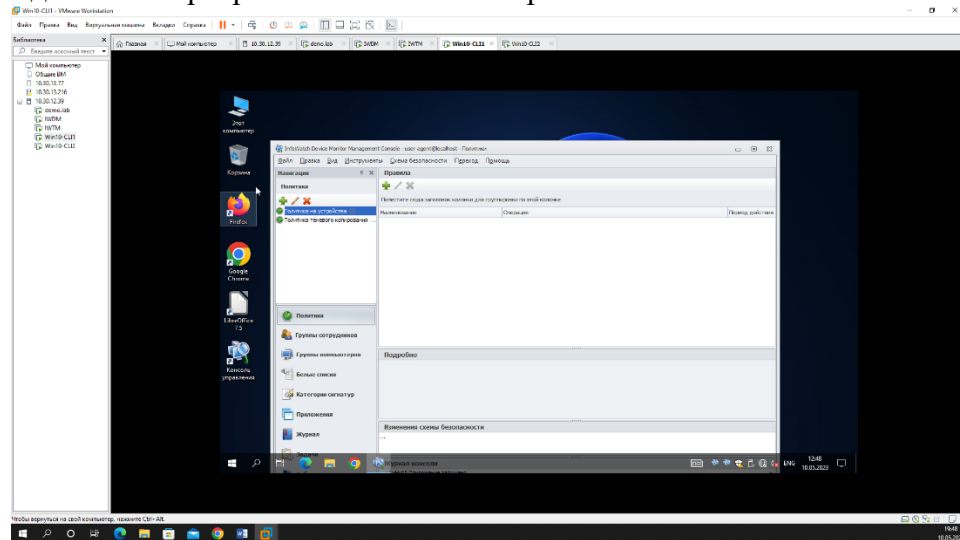 Win10-CLI1 - VMware Workstation
Файл Правка Вид Виртуальная машина Вкладки Справка
Библиотека
Введите искомый текст
Мой компьютер
Общие ВМ
10.30.13.77
10.30.13.216
10.30.12.39
demo.lab
IWDM
IWTM
Win10-CLI1
Win10-CLI2
Главная Мой компьютер 10.30.12.39 demo.lab IWDM IWTM Win10-CLI1 Win10-CLI2
Этот компьютер
Корзина
Firefox
Google Chrome
LibreOffice 7.5
Консоль управления
InfoWatch Device Monitor Management Console - user agent@localhost - Политики
Файл Правка Вид Инструменты Схема безопасности Переход Помощь
Навигация
Политики
Политика на устройства
Политика теневого копирования ...
Политики
Группы сотрудников
Группы компьютеров
Белые списки
Категории сигнатур
Приложения
Журнал
Задачи
Правила
Поместите сюда заголовок колонки для группировки по этой колонке
Наименование Операции Период действия
Подробно
Изменения схемы безопасности
...
Журнал консоли
ENG
12:48
10.05.2023
Чтобы вернуться на свой компьютер, нажмите Ctrl+Alt.
19:48